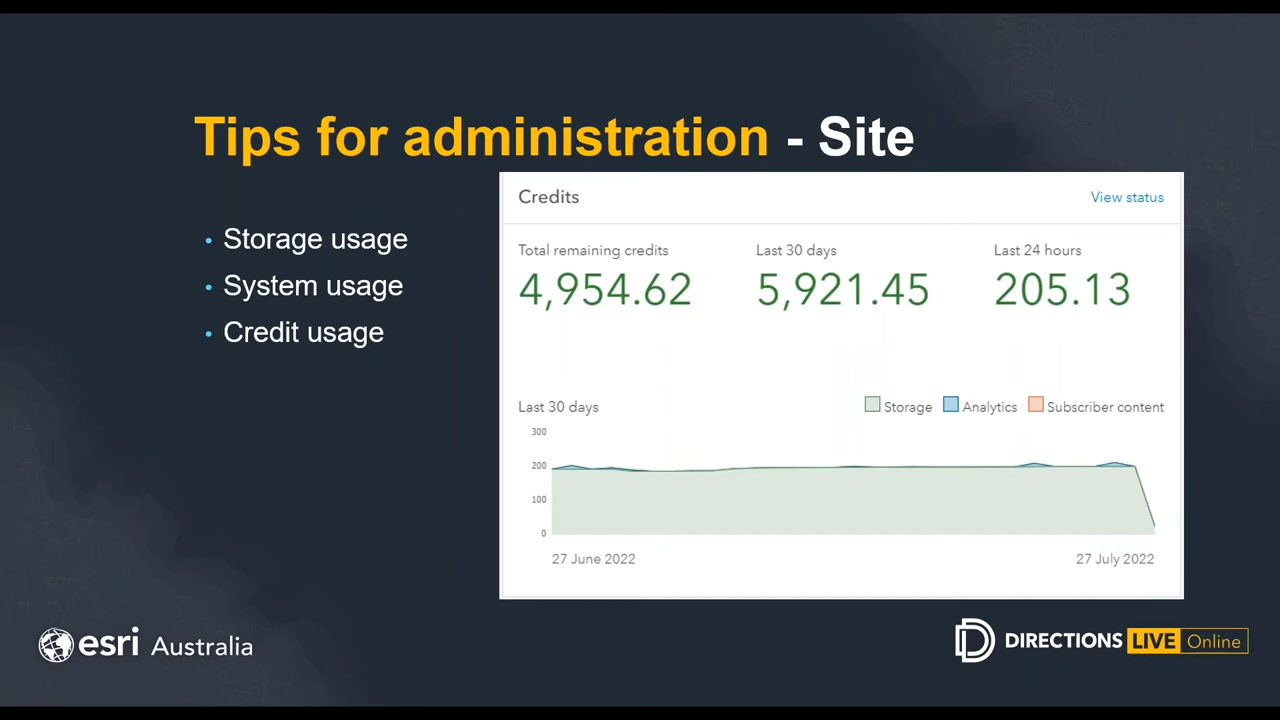 Tips for administration - Site
• Storage usage
• System usage
• Credit usage
Credits
View status
Total remaining credits
Last 30 days
Last 24 hours
4,954.62
5,921.45
205.13
Last 30 days
Storage
Analytics
Subscriber content
300
200
100
0
27 June 2022
27 July 2022
esri Australia
DIRECTIONS LIVE Online